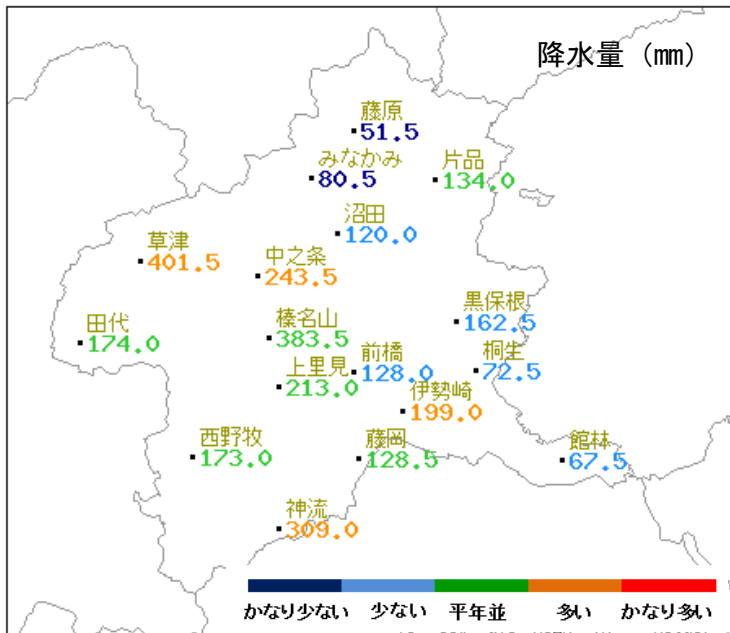 降水量 (mm)
藤原
51.5
みなかみ
80.5
片品
134.0
沼田
120.0
草津
401.5
中之条
243.5
黒保根
162.5
田代
174.0
榛名山
383.5
前橋
128.0
桐生
72.5
上里見
213.0
伊勢崎
199.0
西野牧
173.0
藤岡
128.5
館林
67.5
神流
309.0
かなり少ない 少ない 平年並 多い かなり多い